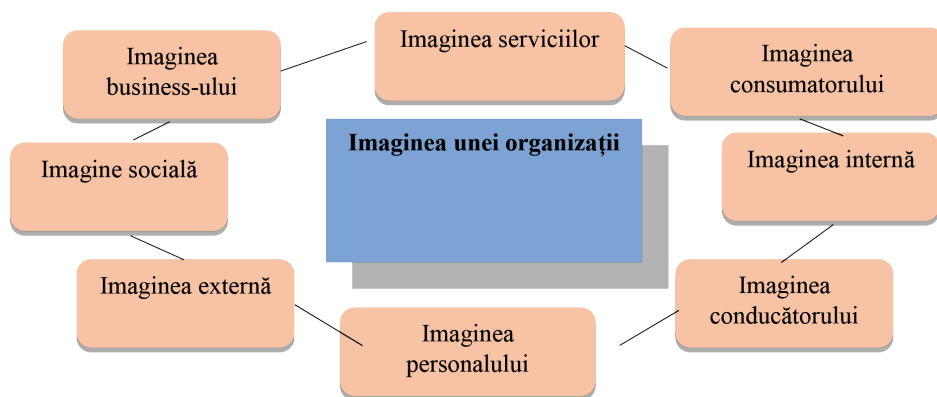 Imaginea serviciilor
Imaginea
business-ului
Imaginea
consumatorului
Imaginea unei organizații
Imagine socială
Imaginea internă
Imaginea externă
Imaginea
conducătorului
Imaginea
personalului